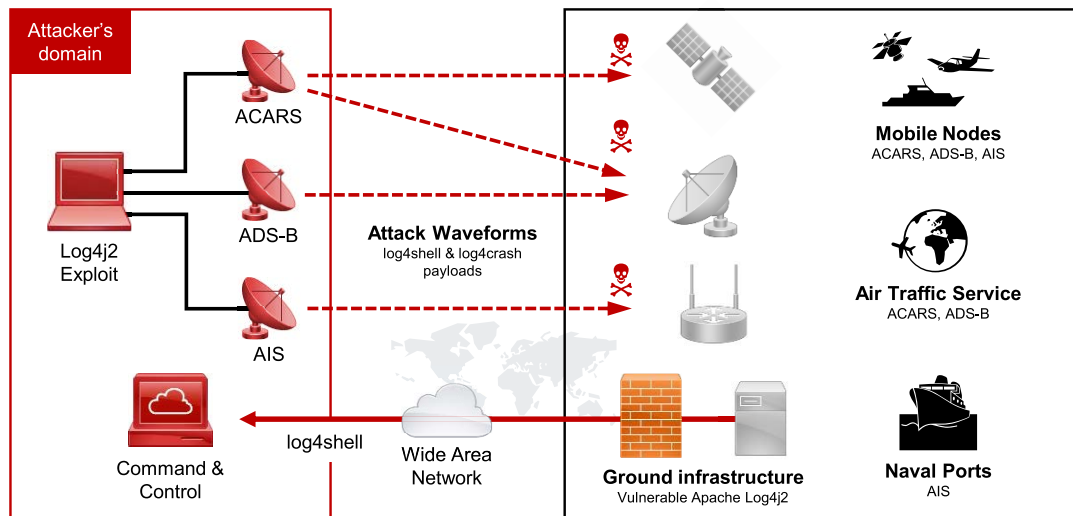 Attacker's
domain
ACARS
ADS-B
Log4j2
Exploit
AIS
Command &
Control
Attack Waveforms
log4shell & log4crash
payloads
log4shell
Wide Area
Network
Ground infrastructure
Vulnerable Apache Log4j2
Mobile Nodes
ACARS, ADS-B, AIS
Air Traffic Service
ACARS, ADS-B
Naval Ports
AIS